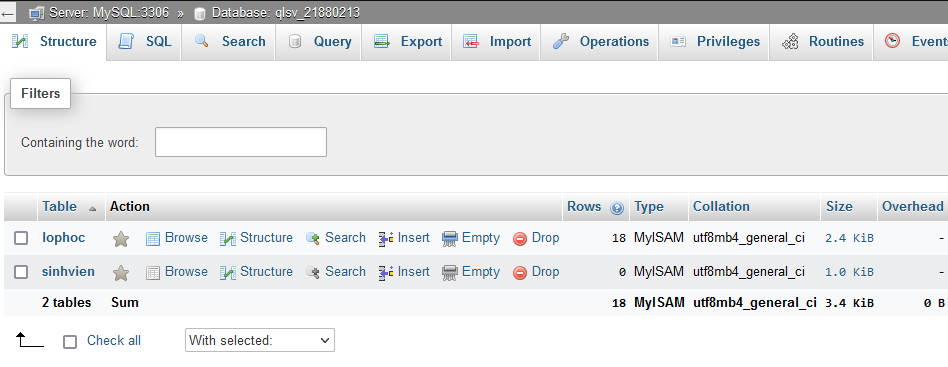 Server: MySQL:3306 » Database: qlsv_21880213
Structure SQL Search Query Export Import Operations Privileges Routines Events
Filters
Containing the word:
Table Action Rows Type Collation Size Overhead
lophoc Browse Structure Search Insert Empty Drop 18 MyISAM utf8mb4_general_ci 2.4 KiB -
sinhvien Browse Structure Search Insert Empty Drop 0 MyISAM utf8mb4_general_ci 1.0 KiB -
2 tables Sum 18 MyISAM utf8mb4_general_ci 3.4 KiB 0 B
Check all With selected: